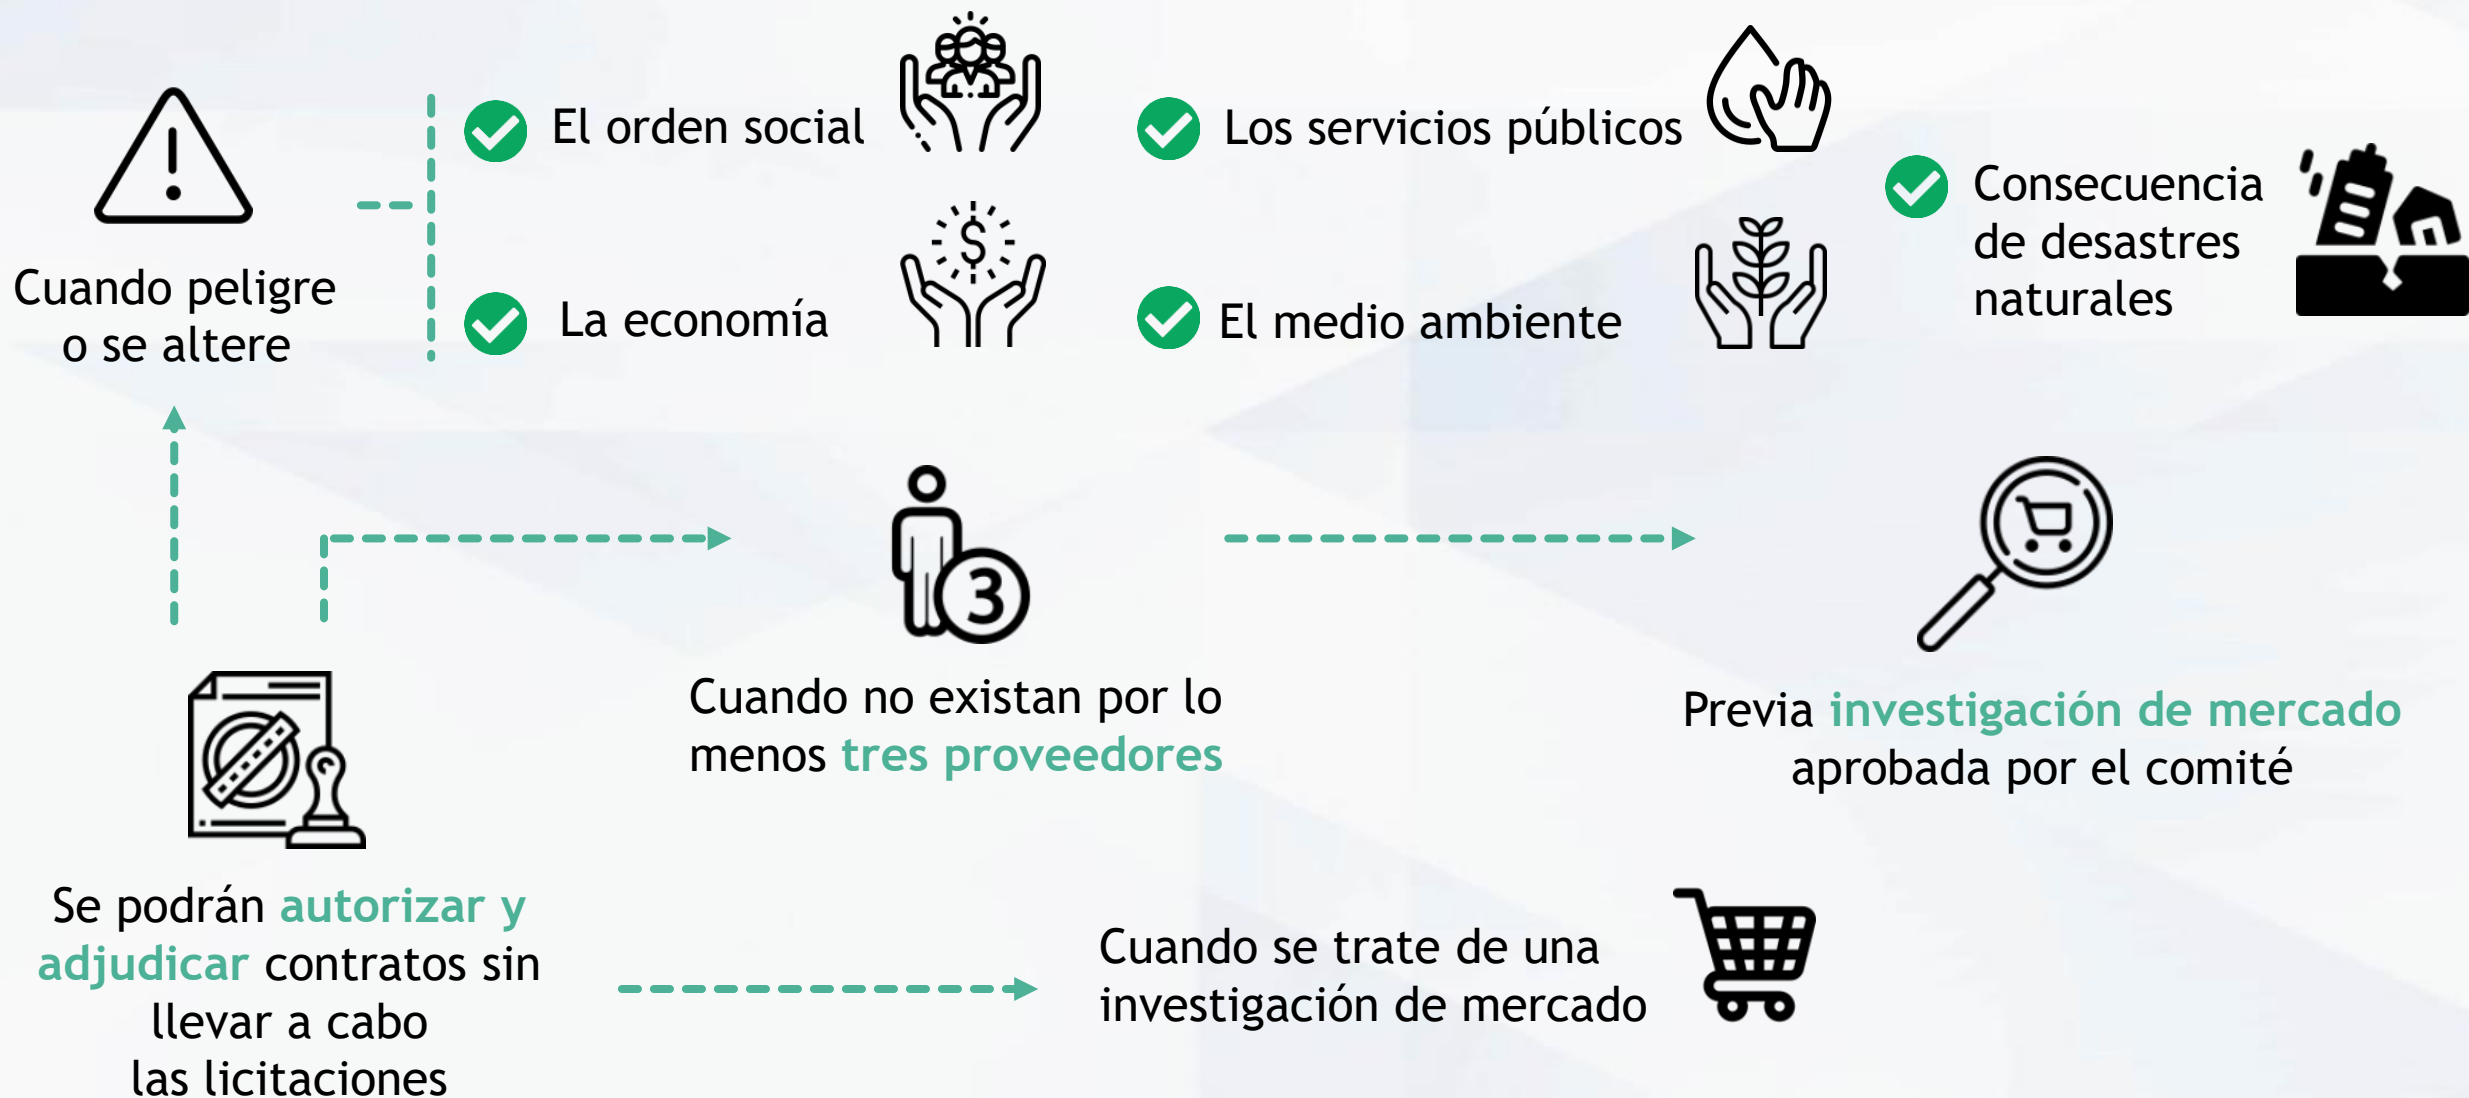 Cuando peligre
o se altere
El orden social
La economía
Los servicios públicos
El medio ambiente
Consecuencia
de desastres
naturales
3
Cuando no existan por lo
menos tres proveedores
Previa investigación de mercado
aprobada por el comité
Se podrán autorizar y
adjudicar contratos sin
llevar a cabo
las licitaciones
Cuando se trate de una
investigación de mercado